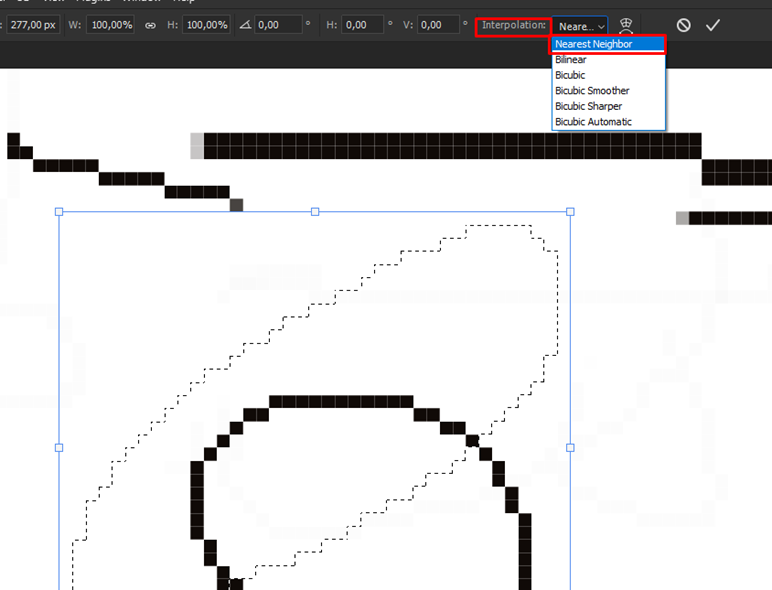 277,00 px W: 100,00% H: 100,00% 0,00 ° H: 0,00 ° V: 0,00 ° Interpolation: Neare...
Nearest Neighbor
Bilinear
Bicubic
Bicubic Smoother
Bicubic Sharper
Bicubic Automatic